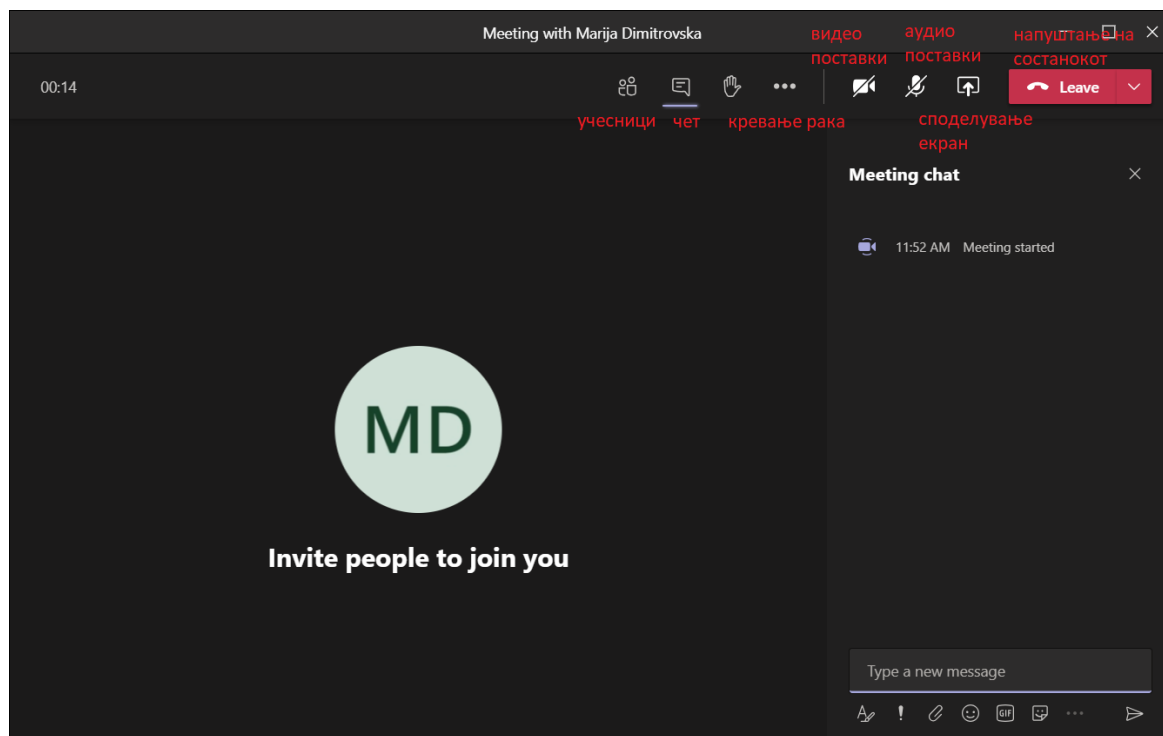 Meeting with Marija Dimitrovska
видео поставки
аудио поставки
напуштање на состанокот
00:14
Leave
учесници
чет
кревање рака
споделување екран
Meeting chat
11:52 AM Meeting started
MD
Invite people to join you
Type a new message
GIF